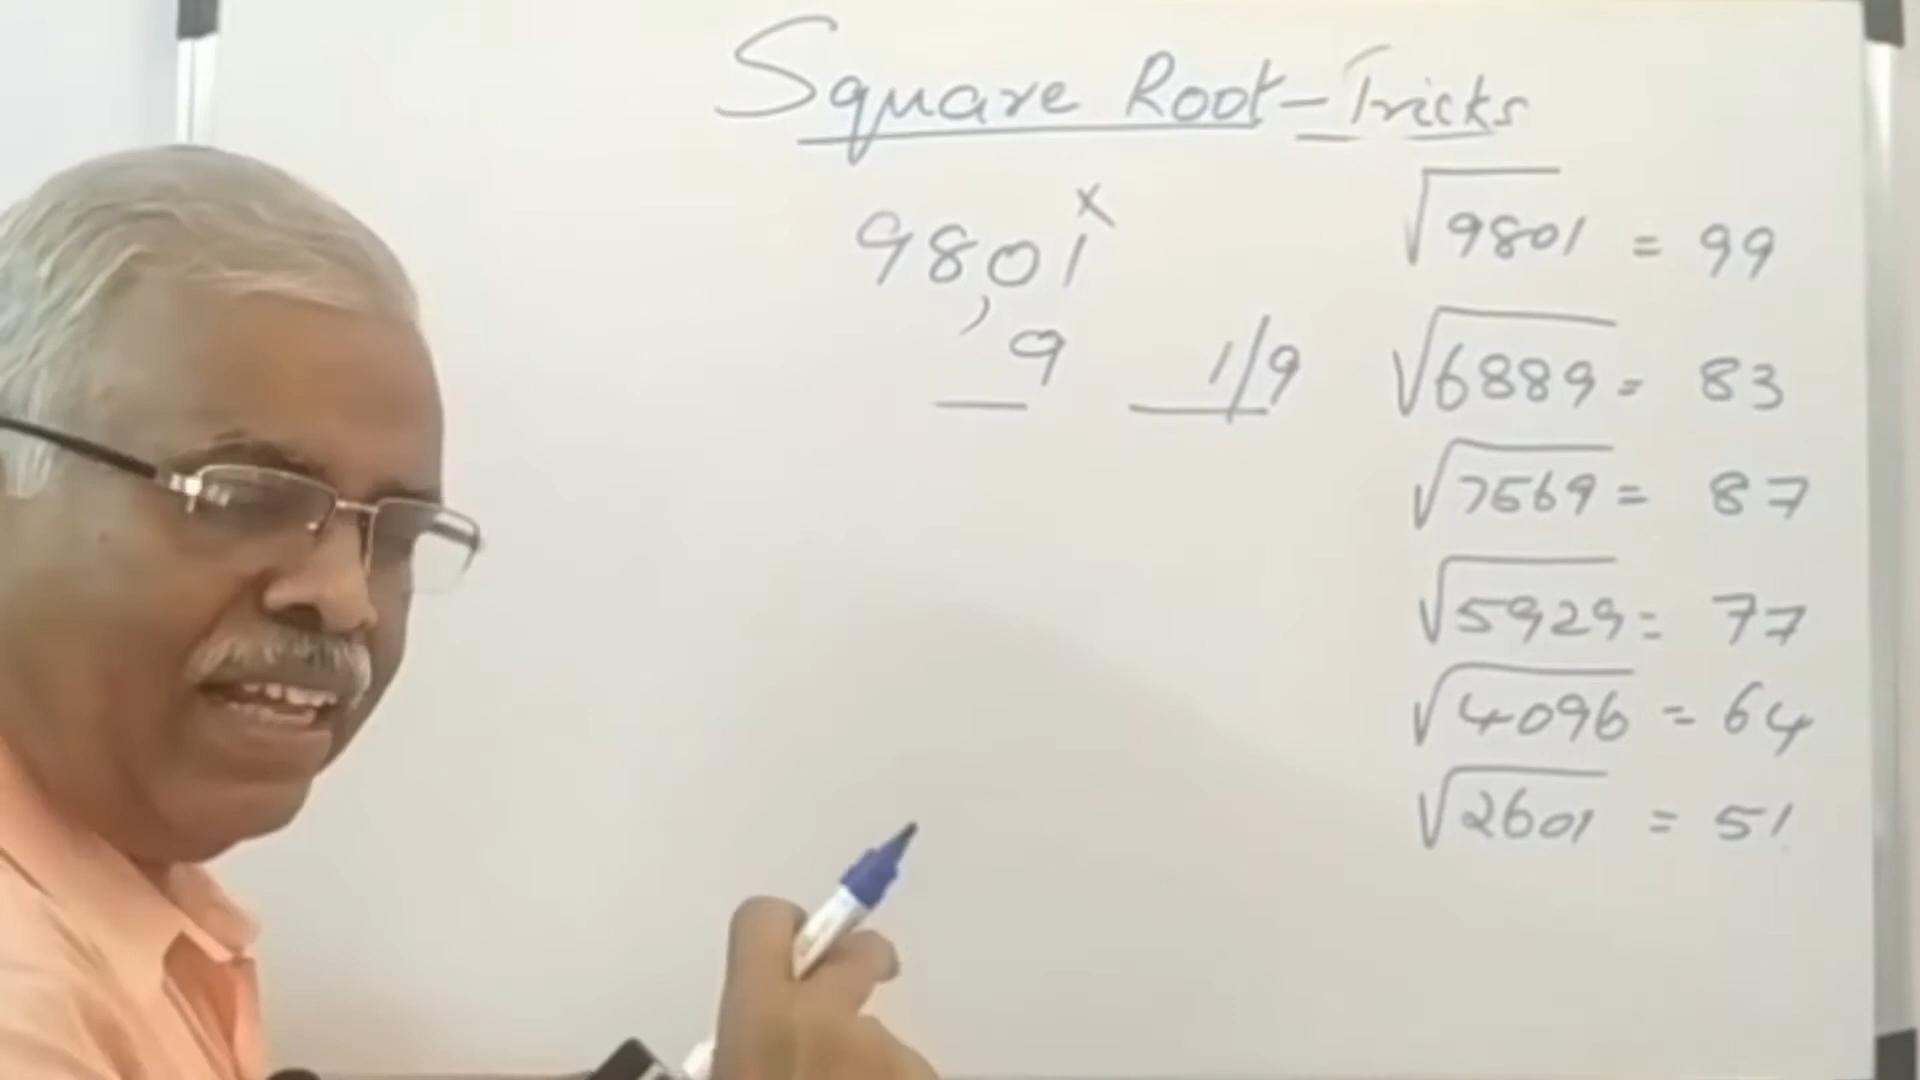 Square Root - Tricks
x
9801
,
9 1/9
√9801 = 99
√6889 = 83
√7569 = 87
√5929 = 77
√4096 = 64
√2601 = 51